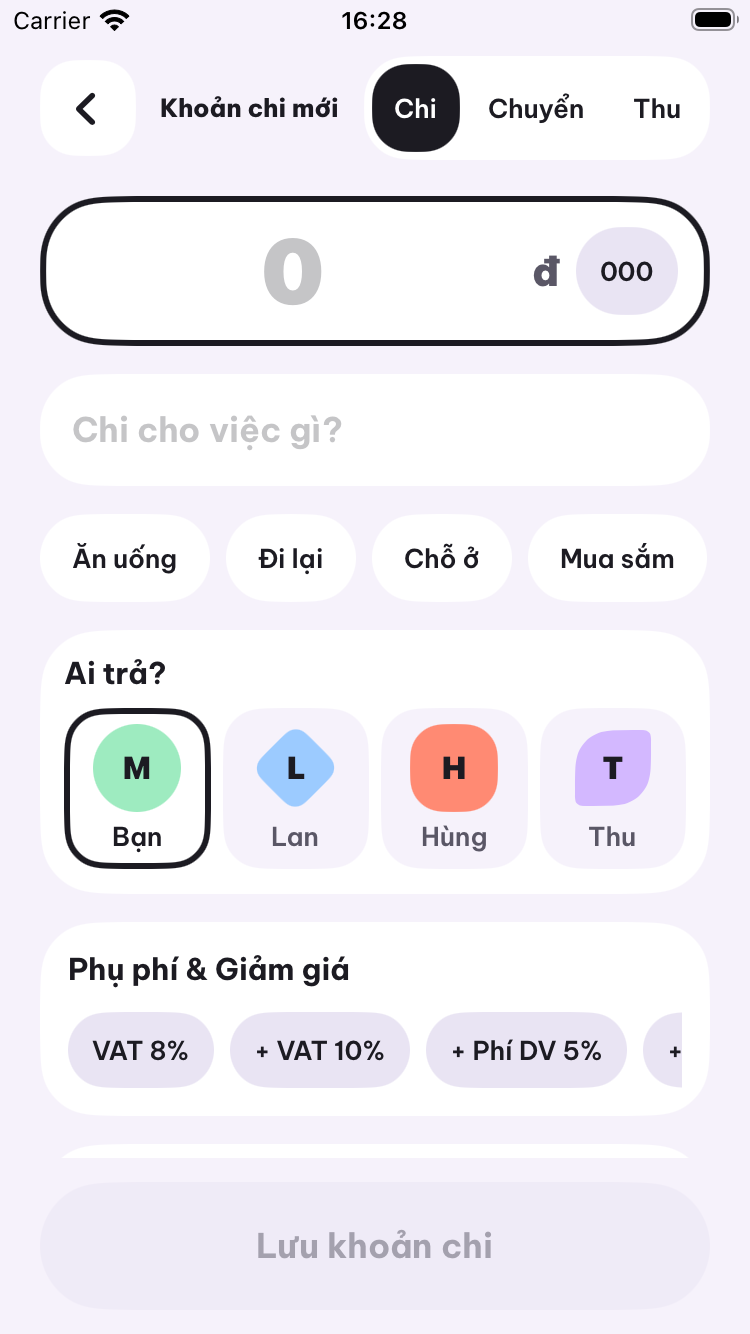 Carrier 16:28
Khoản chi mới Chi Chuyển Thu
0 đ 000
Chi cho việc gì?
Ăn uống Đi lại Chỗ ở Mua sắm
Ai trả?
M L H T
Bạn Lan Hùng Thu
Phụ phí & Giảm giá
VAT 8% + VAT 10% + Phí DV 5% +
Lưu khoản chi